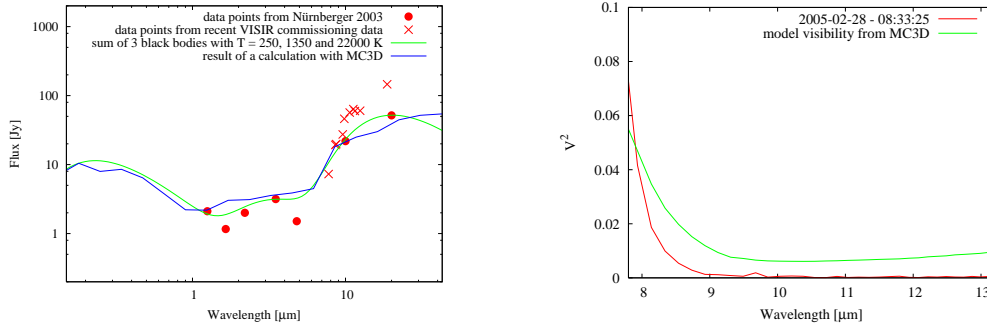 data points from Nürnberger 2003
data points from recent VISIR commissioning data
sum of 3 black bodies with T = 250, 1350 and 22000 K
result of a calculation with MC3D
1000
100
10
1
Flux [Jy]
1
10
Wavelength [μm]
2005-02-28 - 08:33:25
model visibility from MC3D
0.1
0.08
0.06
0.04
0.02
0
V²
8
9
10
11
12
13
Wavelength [μm]